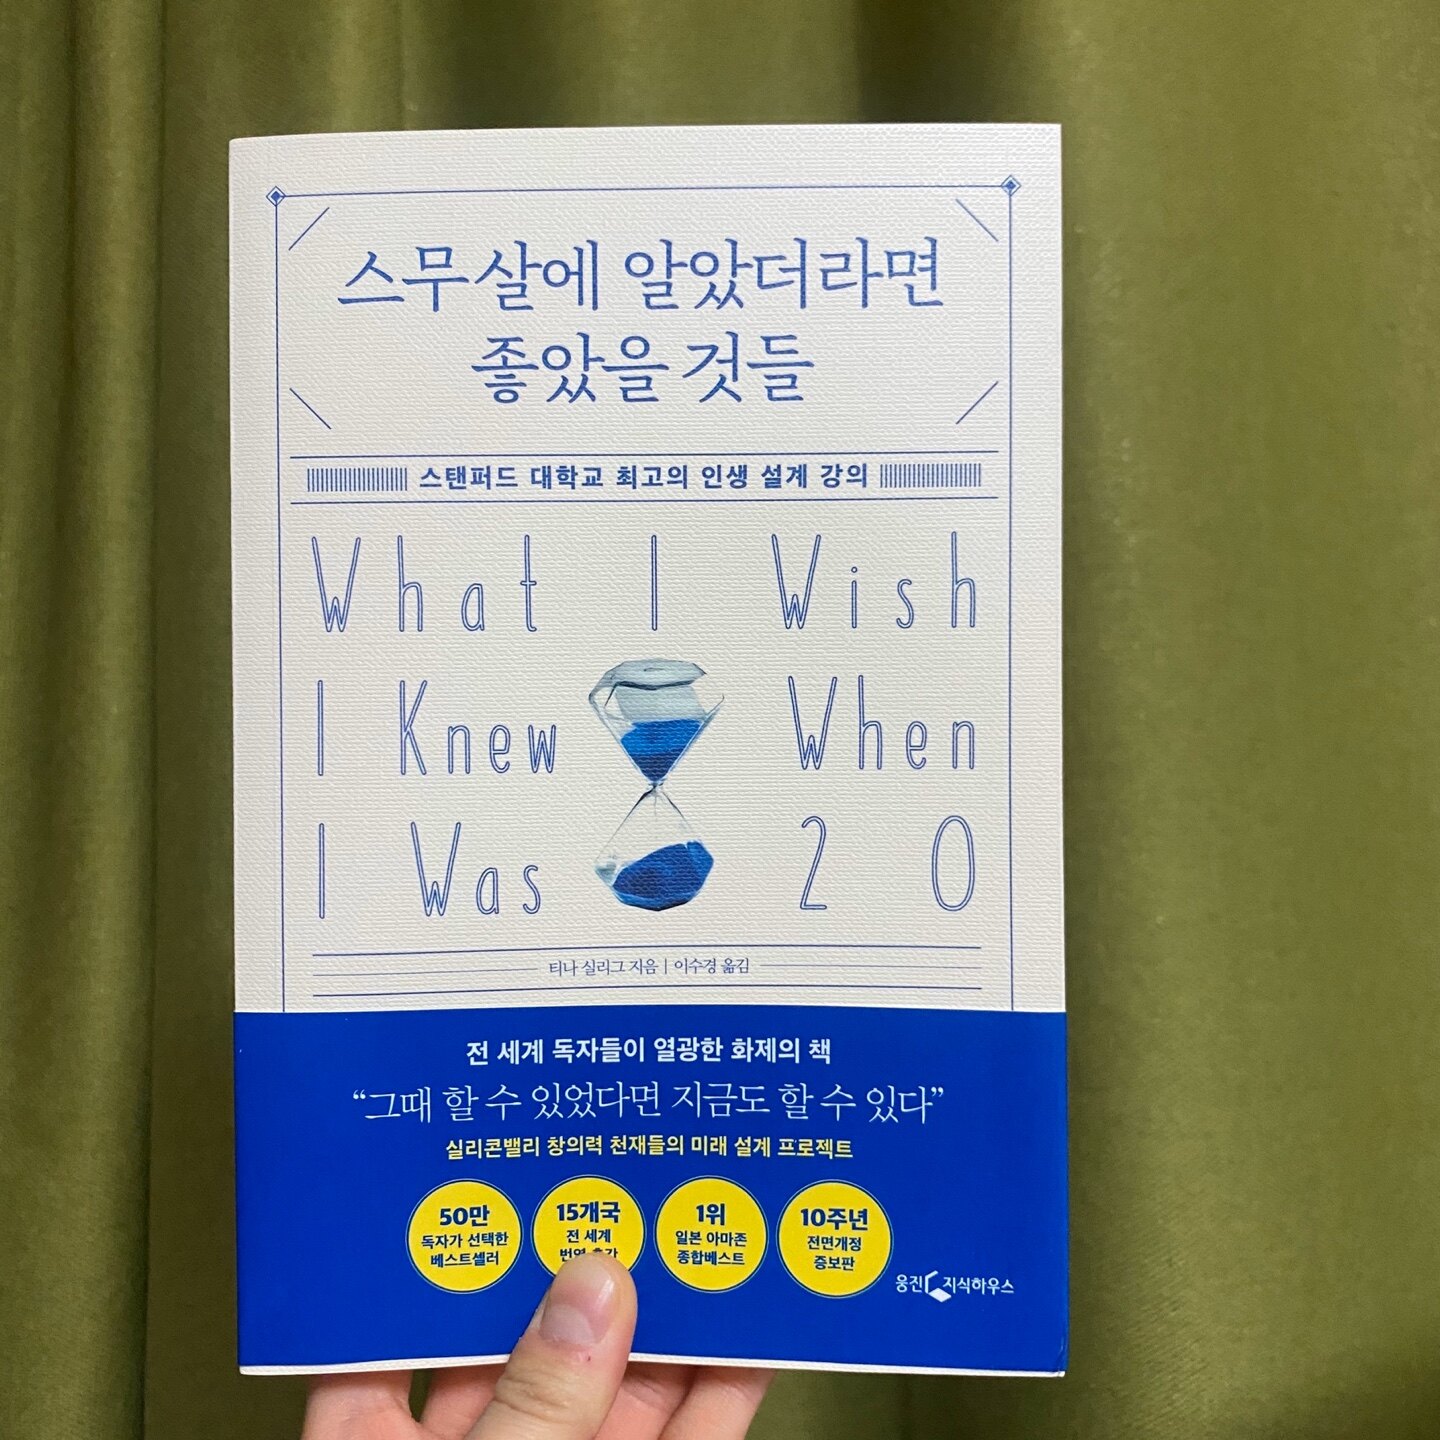 스무 살에 알았더라면
좋았을 것들
스탠퍼드 대학교 최고의 인생 설계 강의
What I Wish
I Knew When
I Was 20
티나 실리그 지음 | 이수경 옮김
전 세계 독자들이 열광한 화제의 책
“그때 할 수 있었다면 지금도 할 수 있다”
실리콘밸리 창의력 천재들의 미래 설계 프로젝트
50만
독자가 선택한
베스트셀러
15개국
전 세계
번역
1위
일본 아마존
종합베스트
10주년
전면개정
증보판
웅진 지식하우스